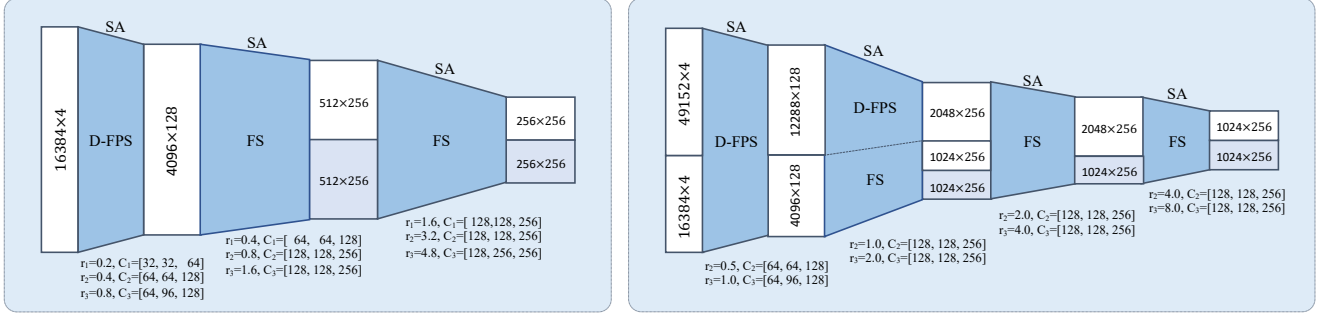 SA
SA
SA
16384×4
D-FPS
4096×128
FS
512×256
512×256
FS
256×256
256×256
r₁=0.2, C₁=[32, 32, 64]
r₂=0.4, C₂=[64, 64, 128]
r₃=0.8, C₃=[64, 96, 128]
r₁=0.4, C₁=[ 64, 64, 128]
r₂=0.8, C₂=[128, 128, 256]
r₃=1.6, C₃=[128, 128, 256]
r₁=1.6, C₁=[ 128,128, 256]
r₂=3.2, C₂=[128, 128, 256]
r₃=4.8, C₃=[128, 256, 256]
SA
SA
SA
SA
49152×4
16384×4
D-FPS
12288×128
4096×128
D-FPS
FS
2048×256
1024×256
1024×256
FS
2048×256
1024×256
FS
1024×256
1024×256
r₂=0.5, C₂=[64, 64, 128]
r₃=1.0, C₃=[64, 96, 128]
r₂=1.0, C₂=[128, 128, 256]
r₃=2.0, C₃=[128, 128, 256]
r₂=2.0, C₂=[128, 128, 256]
r₃=4.0, C₃=[128, 128, 256]
r₂=4.0, C₂=[128, 128, 256]
r₃=8.0, C₃=[128, 128, 256]